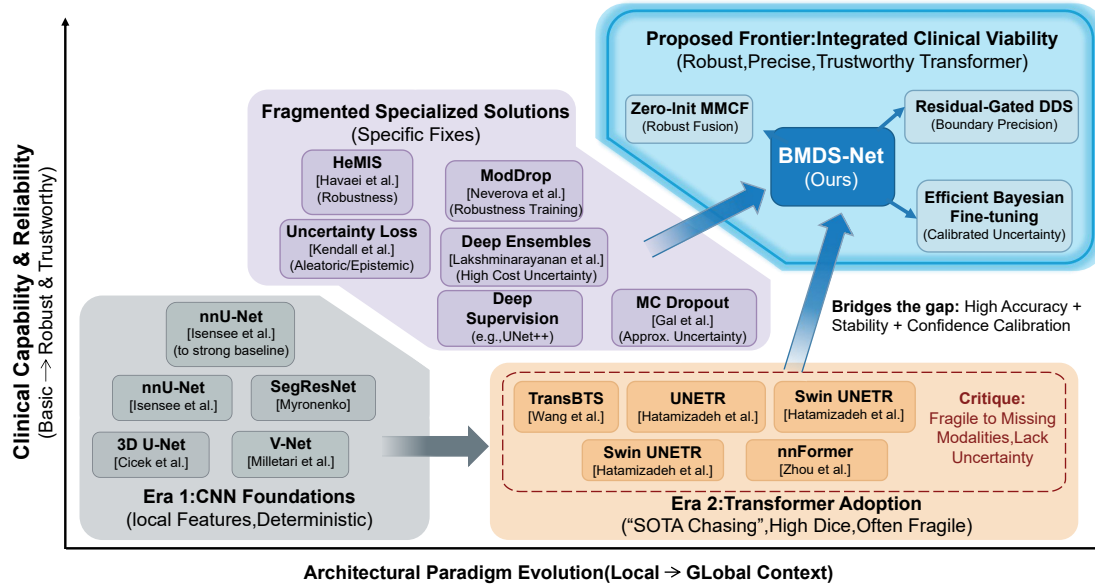 Clinical Capability & Reliability
(Basic → Robust & Trustworthy)
Proposed Frontier:Integrated Clinical Viability
(Robust,Precise,Trustworthy Transformer)
Zero-Init MMCF
(Robust Fusion)
Residual-Gated DDS
(Boundary Precision)
BMDS-Net
(Ours)
Efficient Bayesian
Fine-tuning
(Calibrated Uncertainty)
Fragmented Specialized Solutions
(Specific Fixes)
HeMIS
[Havaei et al.]
(Robustness)
ModDrop
[Neverova et al.]
(Robustness Training)
Uncertainty Loss
[Kendall et al.]
(Aleatoric/Epistemic)
Deep Ensembles
[Lakshminarayanan et al.]
(High Cost Uncertainty)
Deep
Supervision
(e.g.,UNet++)
MC Dropout
[Gal et al.]
(Approx. Uncertainty)
Bridges the gap: High Accuracy +
Stability + Confidence Calibration
nnU-Net
[Isensee et al.]
(to strong baseline)
nnU-Net
[Isensee et al.]
SegResNet
[Myronenko]
3D U-Net
[Cicek et al.]
V-Net
[Milletari et al.]
Era 1:CNN Foundations
(local Features,Deterministic)
TransBTS
[Wang et al.]
UNETR
[Hatamizadeh et al.]
Swin UNETR
[Hatamizadeh et al.]
Swin UNETR
[Hatamizadeh et al.]
nnFormer
[Zhou et al.]
Critique:
Fragile to Missing
Modalities,Lack
Uncertainty
Era 2:Transformer Adoption
(“SOTA Chasing”,High Dice,Often Fragile)
Architectural Paradigm Evolution(Local → GLobal Context)